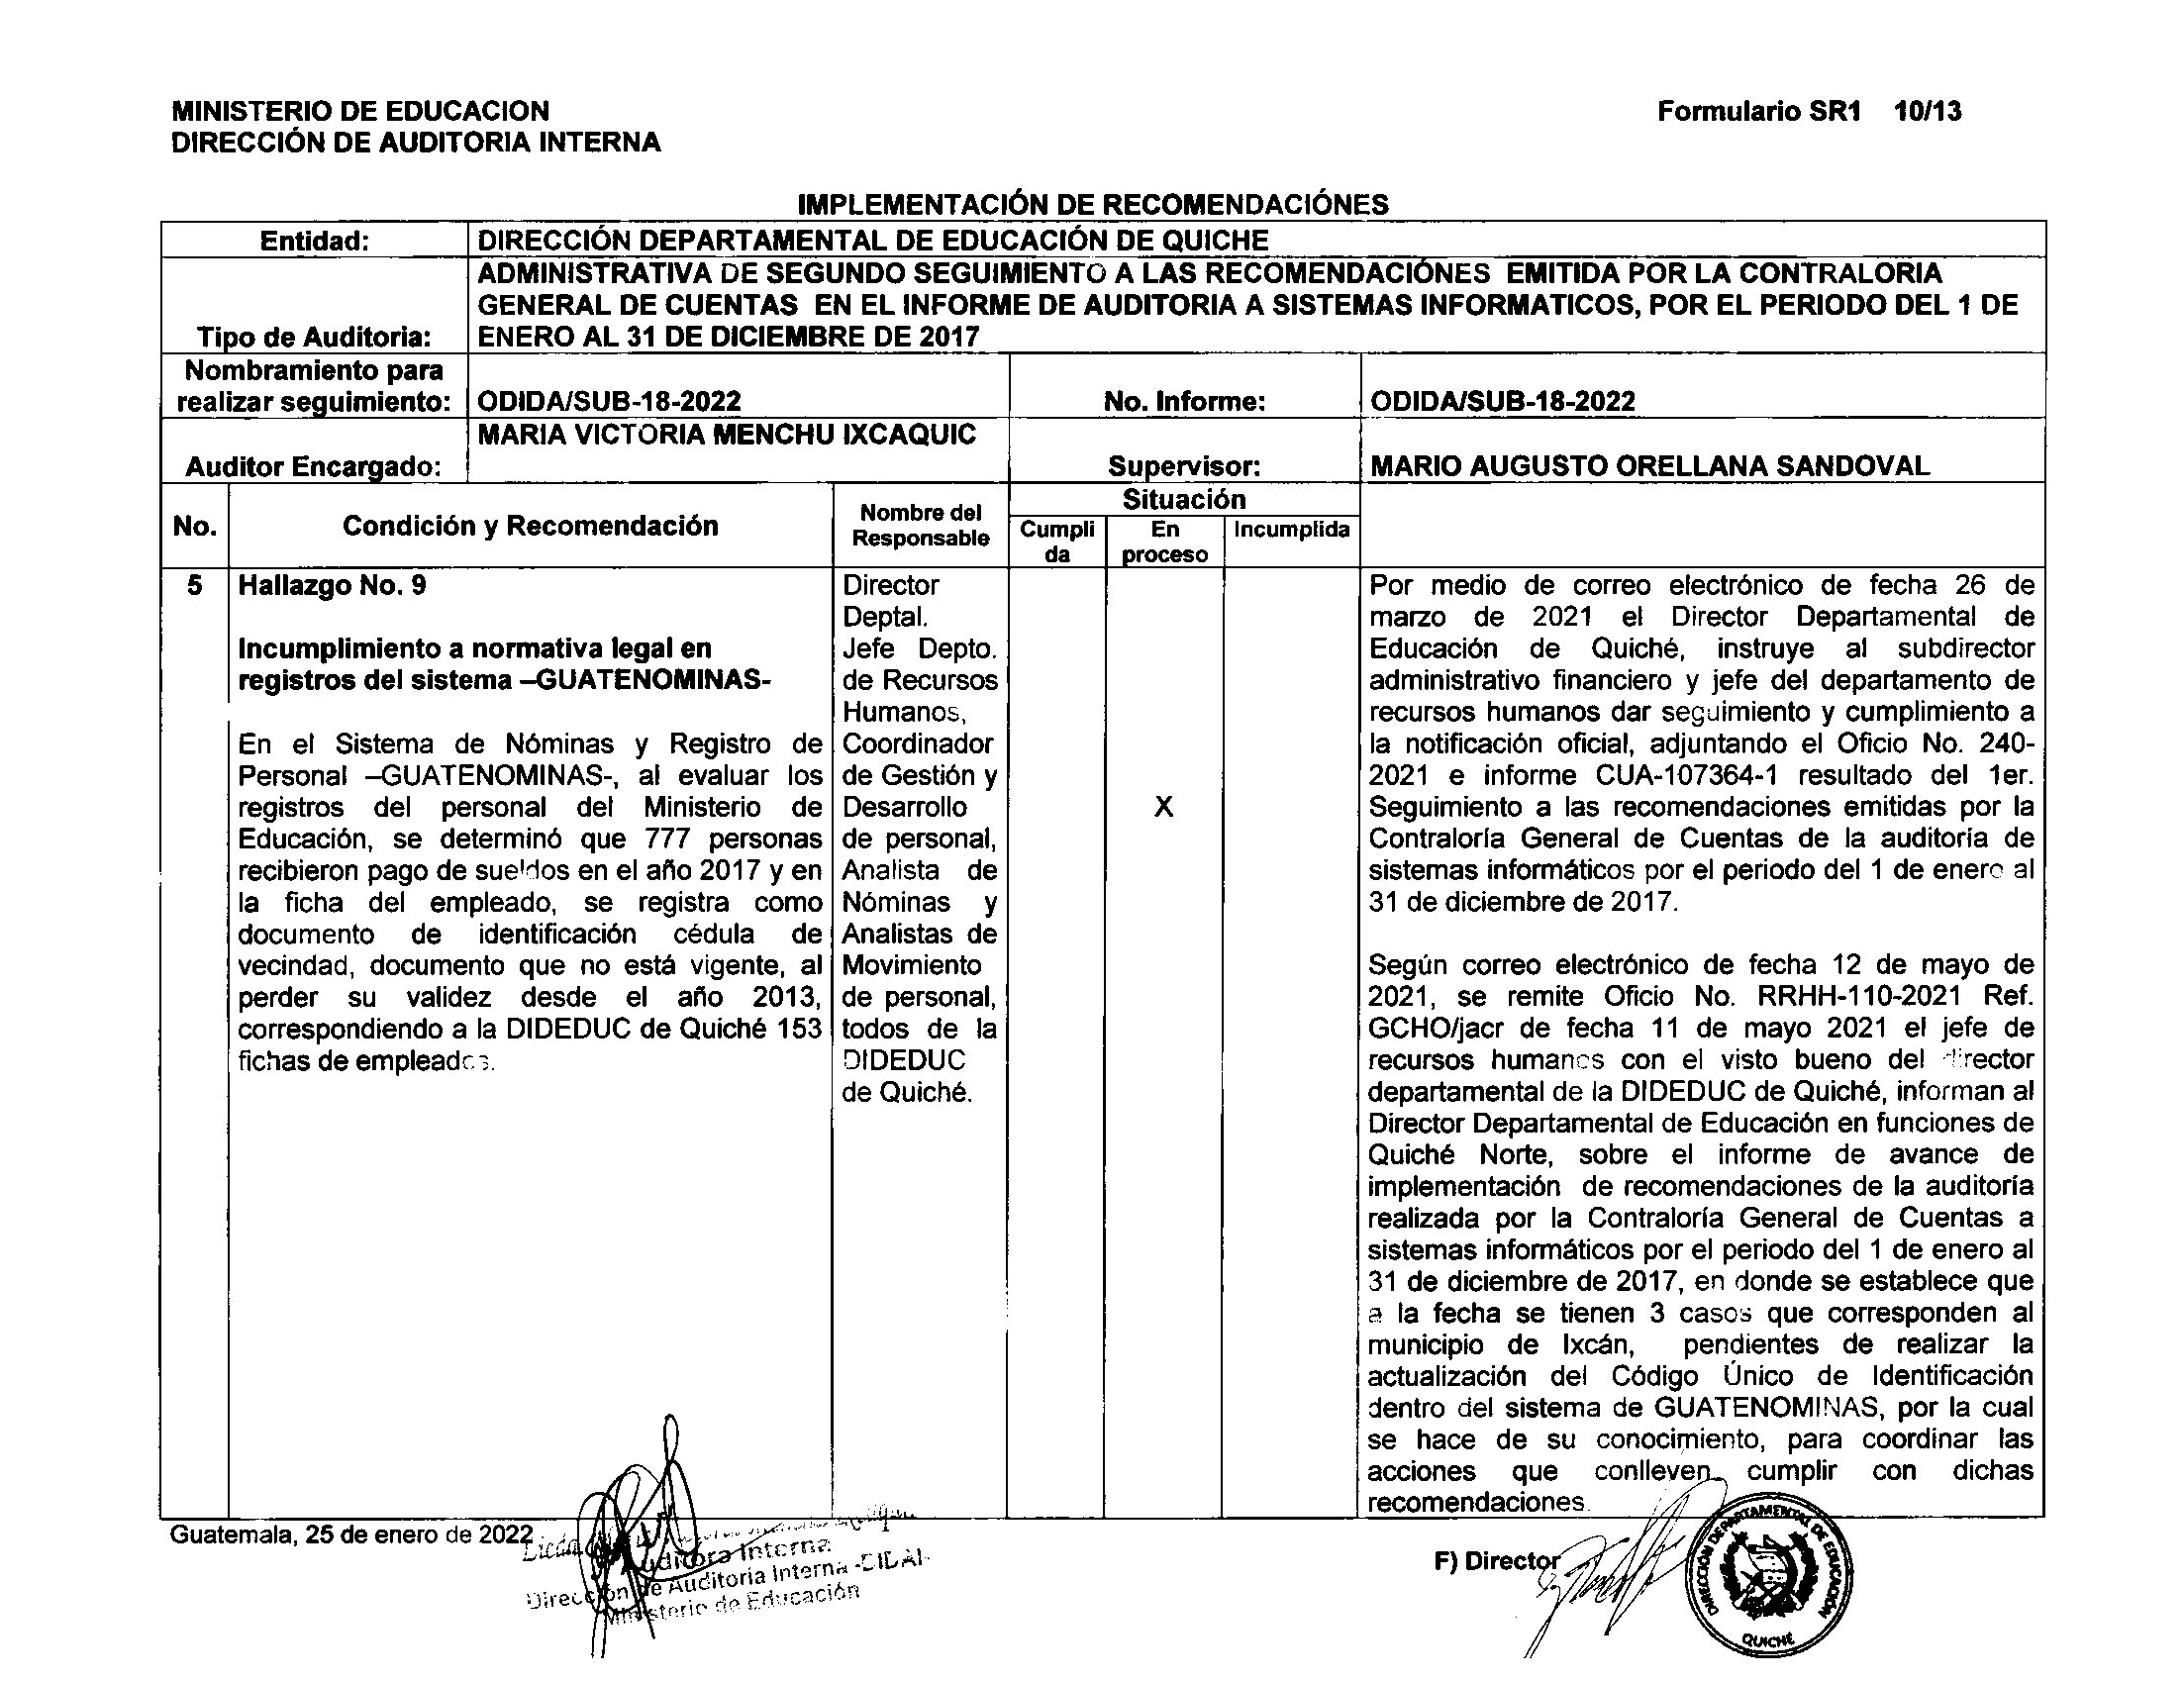 MINISTERIO DE EDUCACION
DIRECCIÓN DE AUDITORIA INTERNA
Formulario SR1 10/13
IMPLEMENTACIÓN DE RECOMENDACIÓNES
Entidad: DIRECCIÓN DEPARTAMENTAL DE EDUCACIÓN DE QUICHE
Tipo de Auditoria:
ADMINISTRATIVA DE SEGUNDO SEGUIMIENTO A LAS RECOMENDACIÓNES EMITIDA POR LA CONTRALORIA
GENERAL DE CUENTAS EN EL INFORME DE AUDITORIA A SISTEMAS INFORMATICOS, POR EL PERIODO DEL 1 DE
ENERO AL 31 DE DICIEMBRE DE 2017
Nombramiento para
realizar seguimiento: ODIDA/SUB-18-2022 No. Informe: ODIDA/SUB-18-2022
MARIA VICTORIA MENCHU IXCAQUIC
Auditor Encargado: Supervisor: MARIO AUGUSTO ORELLANA SANDOVAL
No.
Condición y Recomendación
Nombre del
Responsable
Situación
Cumpli
da
En
proceso
Incumplida
5
Hallazgo No. 9
Incumplimiento a normativa legal en
registros del sistema –GUATENOMINAS-
En el Sistema de Nóminas y Registro de
Personal –GUATENOMINAS-, al evaluar los
registros del personal del Ministerio de
Educación, se determinó que 777 personas
recibieron pago de sueldos en el año 2017 y en
la ficha del empleado, se registra como
documento de identificación cédula de
vecindad, documento que no está vigente, al
perder su validez desde el año 2013,
correspondiendo a la DIDEDUC de Quiché 153
fichas de empleados.
Director
Deptal.
Jefe Depto.
de Recursos
Humanos,
Coordinador
de Gestión y
Desarrollo
de personal,
Analista de
Nóminas y
Analistas de
Movimiento
de personal,
todos de la
DIDEDUC
de Quiché.
X
Por medio de correo electrónico de fecha 26 de
marzo de 2021 el Director Departamental de
Educación de Quiché, instruye al subdirector
administrativo financiero y jefe del departamento de
recursos humanos dar seguimiento y cumplimiento a
la notificación oficial, adjuntando el Oficio No. 240-
2021 e informe CUA-107364-1 resultado del 1er.
Seguimiento a las recomendaciones emitidas por la
Contraloría General de Cuentas de la auditoría de
sistemas informáticos por el periodo del 1 de enero al
31 de diciembre de 2017.
Según correo electrónico de fecha 12 de mayo de
2021, se remite Oficio No. RRHH-110-2021 Ref.
GCHO/jacr de fecha 11 de mayo 2021 el jefe de
recursos humanos con el visto bueno del director
departamental de la DIDEDUC de Quiché, informan al
Director Departamental de Educación en funciones de
Quiché Norte, sobre el informe de avance de
implementación de recomendaciones de la auditoría
realizada por la Contraloría General de Cuentas a
sistemas informáticos por el periodo del 1 de enero al
31 de diciembre de 2017, en donde se establece que
a la fecha se tienen 3 casos que corresponden al
municipio de Ixcán, pendientes de realizar la
actualización del Código Único de Identificación
dentro del sistema de GUATENOMINAS, por la cual
se hace de su conocimiento, para coordinar las
acciones que conlleven cumplir con dichas
recomendaciones.
Guatemala, 25 de enero de 2022
Licda
Auditora Interna
Dirección de Auditoria Interna -DIDAI-
Ministerio de Educación
F) Director
DIRECCIÓN DEPARTAMENTAL DE EDUCACIÓN
QUICHÉ